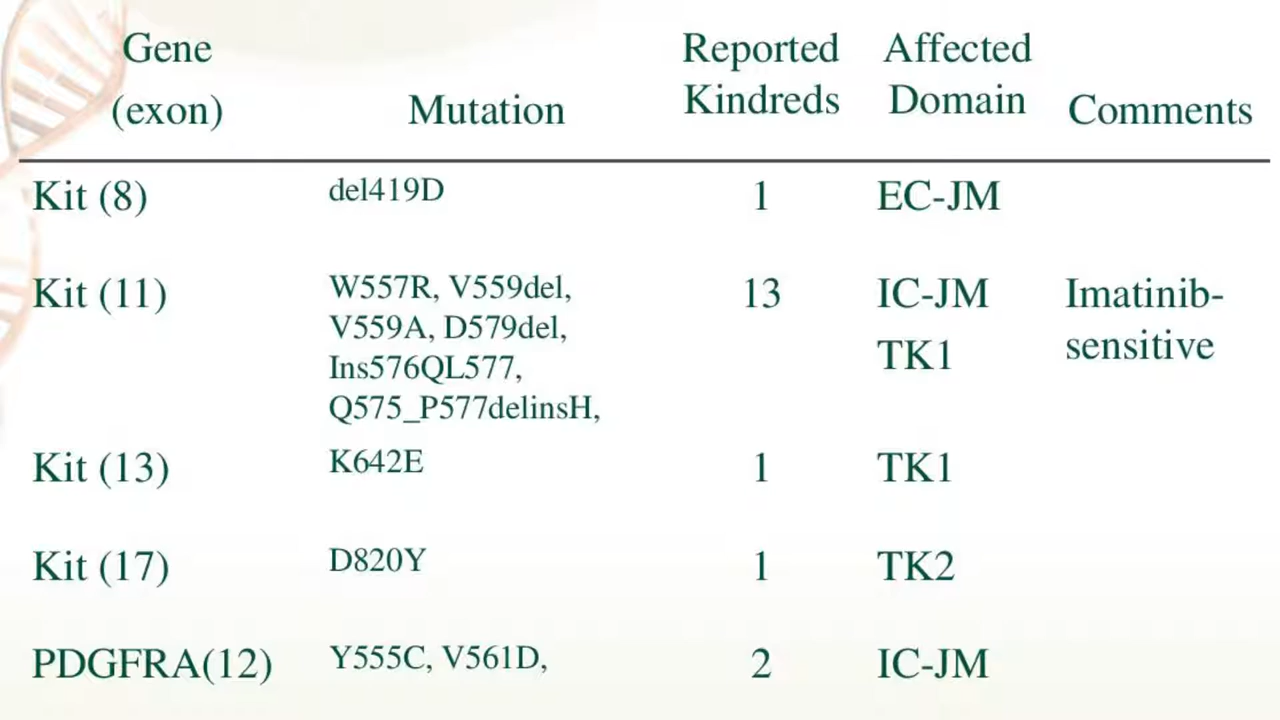 Gene
(exon)
Mutation
Reported
Kindreds
Affected
Domain
Comments
Kit (8)
del419D
1
EC-JM
Kit (11)
W557R, V559del,
V559A, D579del,
Ins576QL577,
Q575_P577delinsH,
13
IC-JM
TK1
Imatinib-
sensitive
Kit (13)
K642E
1
TK1
Kit (17)
D820Y
1
TK2
PDGFRA(12)
Y555C, V561D,
2
IC-JM